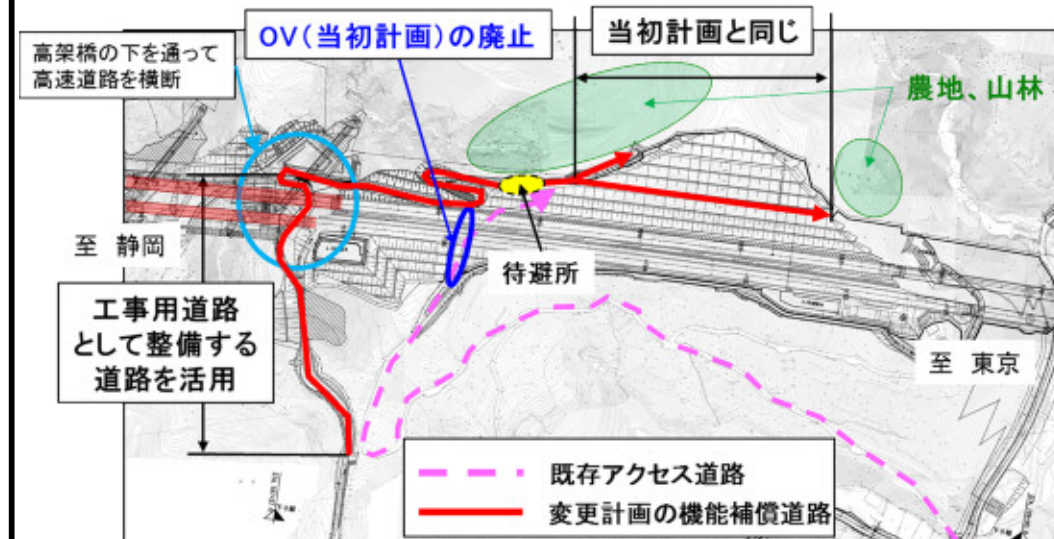 高架橋の下を通って
高速道路を横断
OV(当初計画)の廃止
当初計画と同じ
農地、山林
至 静岡
待避所
工事用道路
として整備する
道路を活用
至 東京
既存アクセス道路
変更計画の機能補償道路